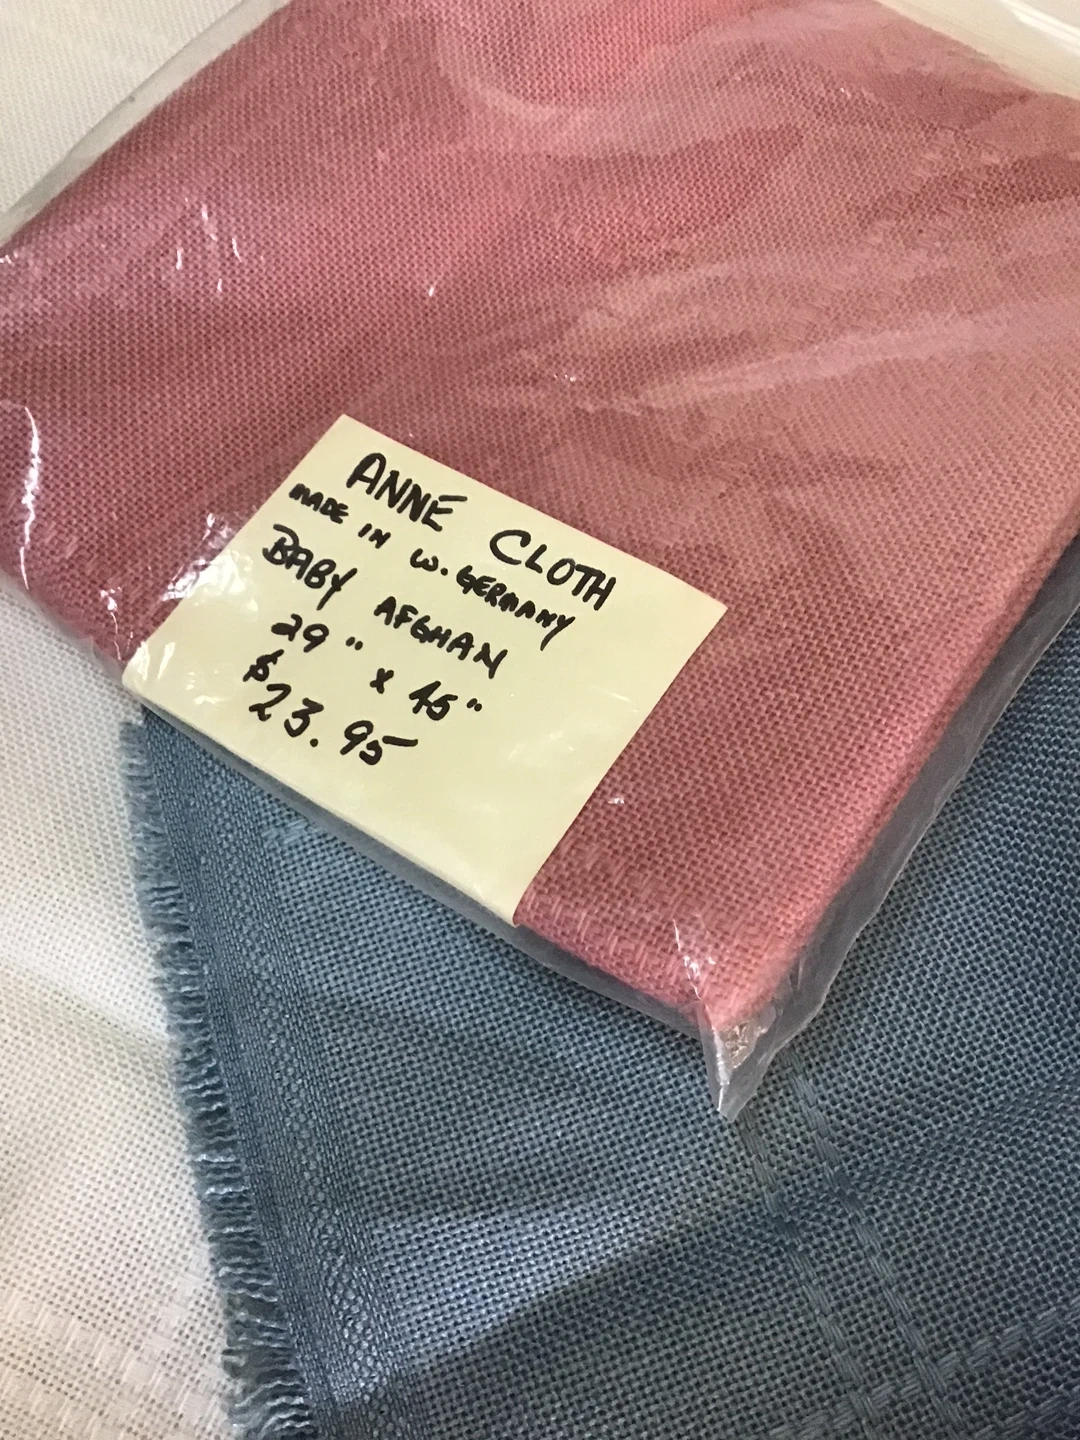 ANNE CLOTH
MADE IN W. GERMANY
BABY AFGHAN
29" x 45"
$23.95